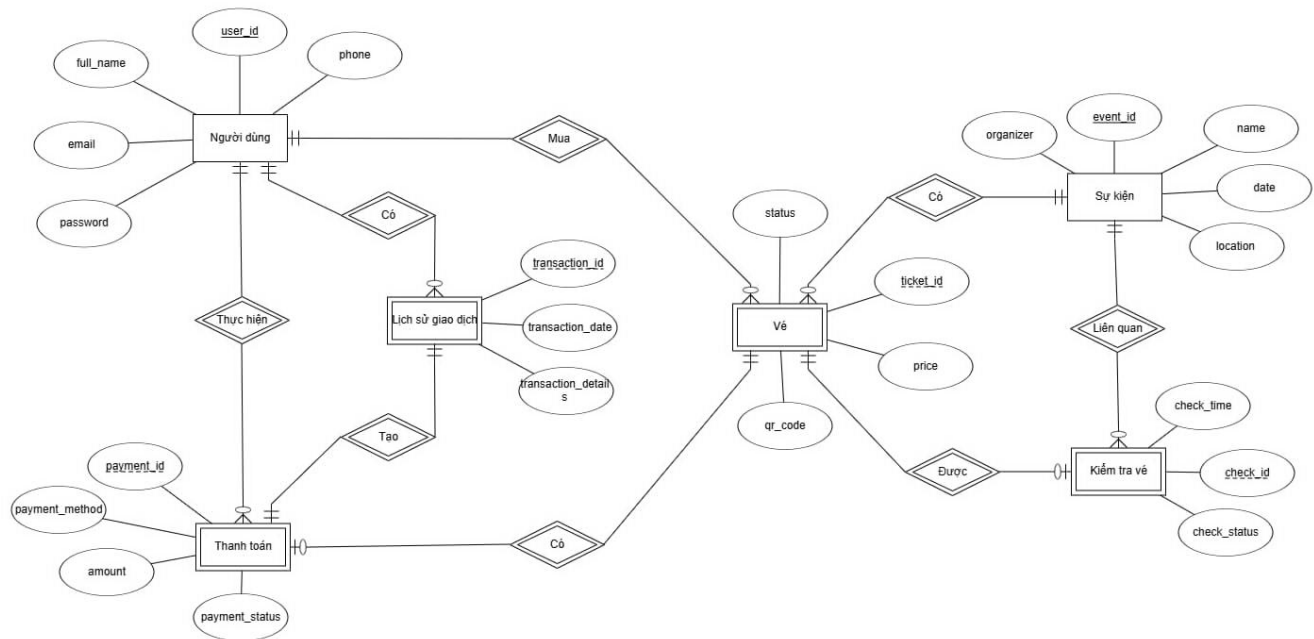 user_id
full_name
phone
Người dùng
email
password
Mua
Có
Thực hiện
Lịch sử giao dịch
transaction_id
transaction_date
transaction_detail
s
Tạo
payment_id
payment_method
Thanh toán
amount
payment_status
Có
status
Vé
ticket_id
price
qr_code
Có
organizer
event_id
name
Sự kiện
date
location
Liên quan
Được
check_time
Kiểm tra vé
check_id
check_status